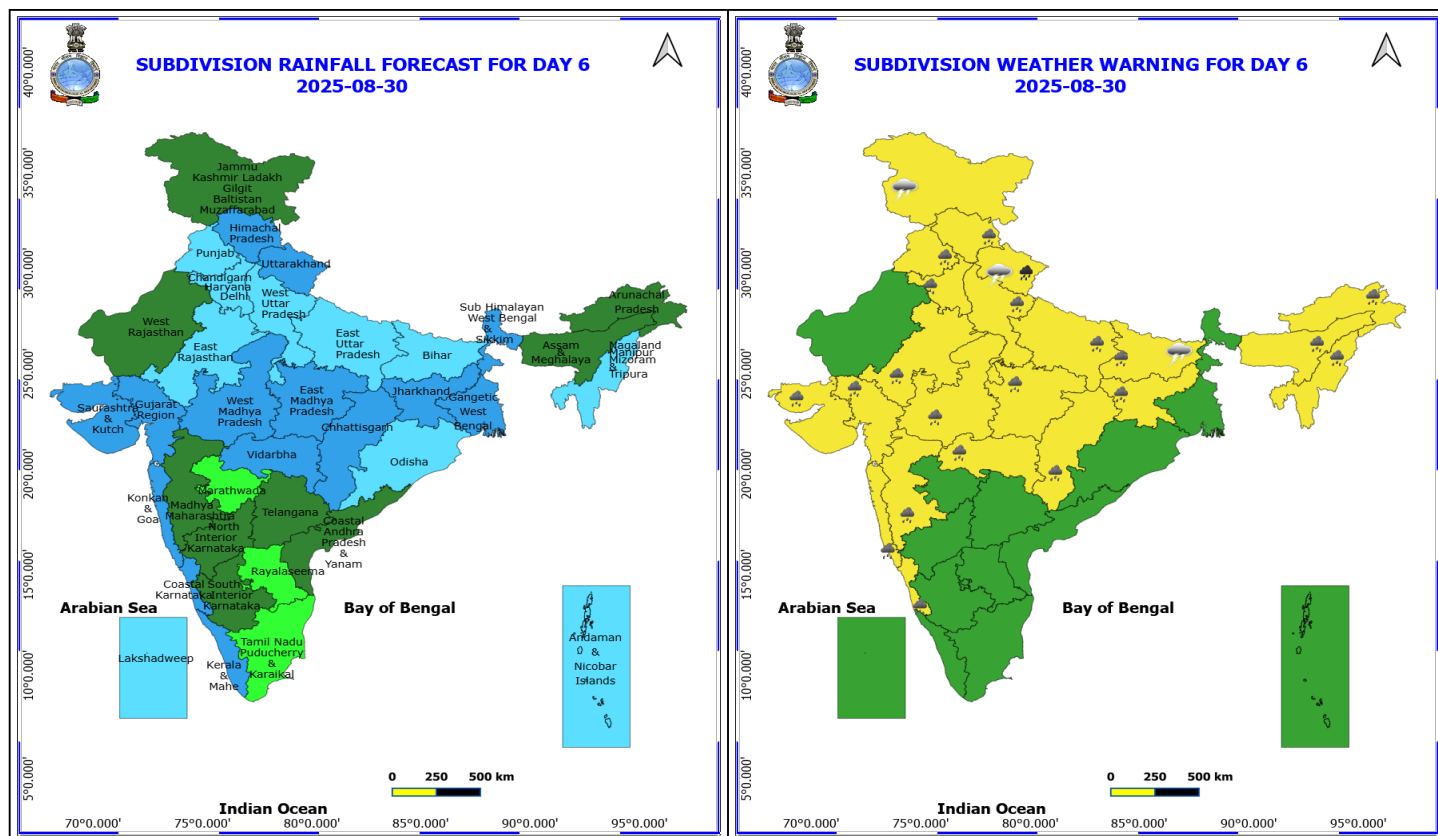 SUBDIVISION RAINFALL FORECAST FOR DAY 6
2025-08-30
40°0.000'
35°0.000'
30°0.000'
25°0.000'
20°0.000'
15°0.000'
10°0.000'
5°0.000'
Jammu
Kashmir Ladakh
Gilgit
Baltistan
Muzaffarabad
Himachal
Pradesh
Punjab
Uttarakhand
Chandigarh
Haryana
Delhi
West
Uttar
Pradesh
West
Rajasthan
East
Rajasthan
East
Uttar
Pradesh
Bihar
Sub Himalayan
West Bengal
&
Sikkim
Arunachal
Pradesh
Assam
&
Meghalaya
Nagaland
Manipur
Mizoram
&
Tripura
Saurashtra
&
Kutch
Gujarat
Region
West
Madhya
Pradesh
East
Madhya
Pradesh
Jharkhand
Gangetic
West
Bengal
Chhattisgarh
Vidarbha
Odisha
Konkan
&
Goa
Madhya
Maharashtra
Marathwada
Telangana
North
Interior
Karnataka
Coastal
Andhra
Pradesh
&
Yanam
Rayalaseema
Coastal
Karnataka
South
Interior
Karnataka
Tamil Nadu
Puducherry
&
Karaikal
Kerala
&
Mahe
Lakshadweep
Andaman
&
Nicobar
Islands
Arabian Sea
Bay of Bengal
Indian Ocean
0 250 500 km
70°0.000' 75°0.000' 80°0.000' 85°0.000' 90°0.000' 95°0.000'
SUBDIVISION WEATHER WARNING FOR DAY 6
2025-08-30
40°0.000'
35°0.000'
30°0.000'
25°0.000'
20°0.000'
15°0.000'
10°0.000'
5°0.000'
Arabian Sea
Bay of Bengal
Indian Ocean
0 250 500 km
70°0.000' 75°0.000' 80°0.000' 85°0.000' 90°0.000' 95°0.000'